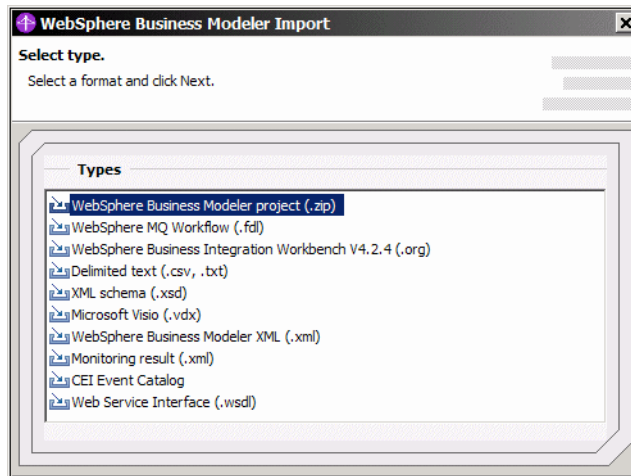 WebSphere Business Modeler Import
Select type.
Select a format and click Next.
Types
WebSphere Business Modeler project (.zip)
WebSphere MQ Workflow (.fdl)
WebSphere Business Integration Workbench V4.2.4 (.org)
Delimited text (.csv, .txt)
XML schema (.xsd)
Microsoft Visio (.vdx)
WebSphere Business Modeler XML (.xml)
Monitoring result (.xml)
CEI Event Catalog
Web Service Interface (.wsdl)